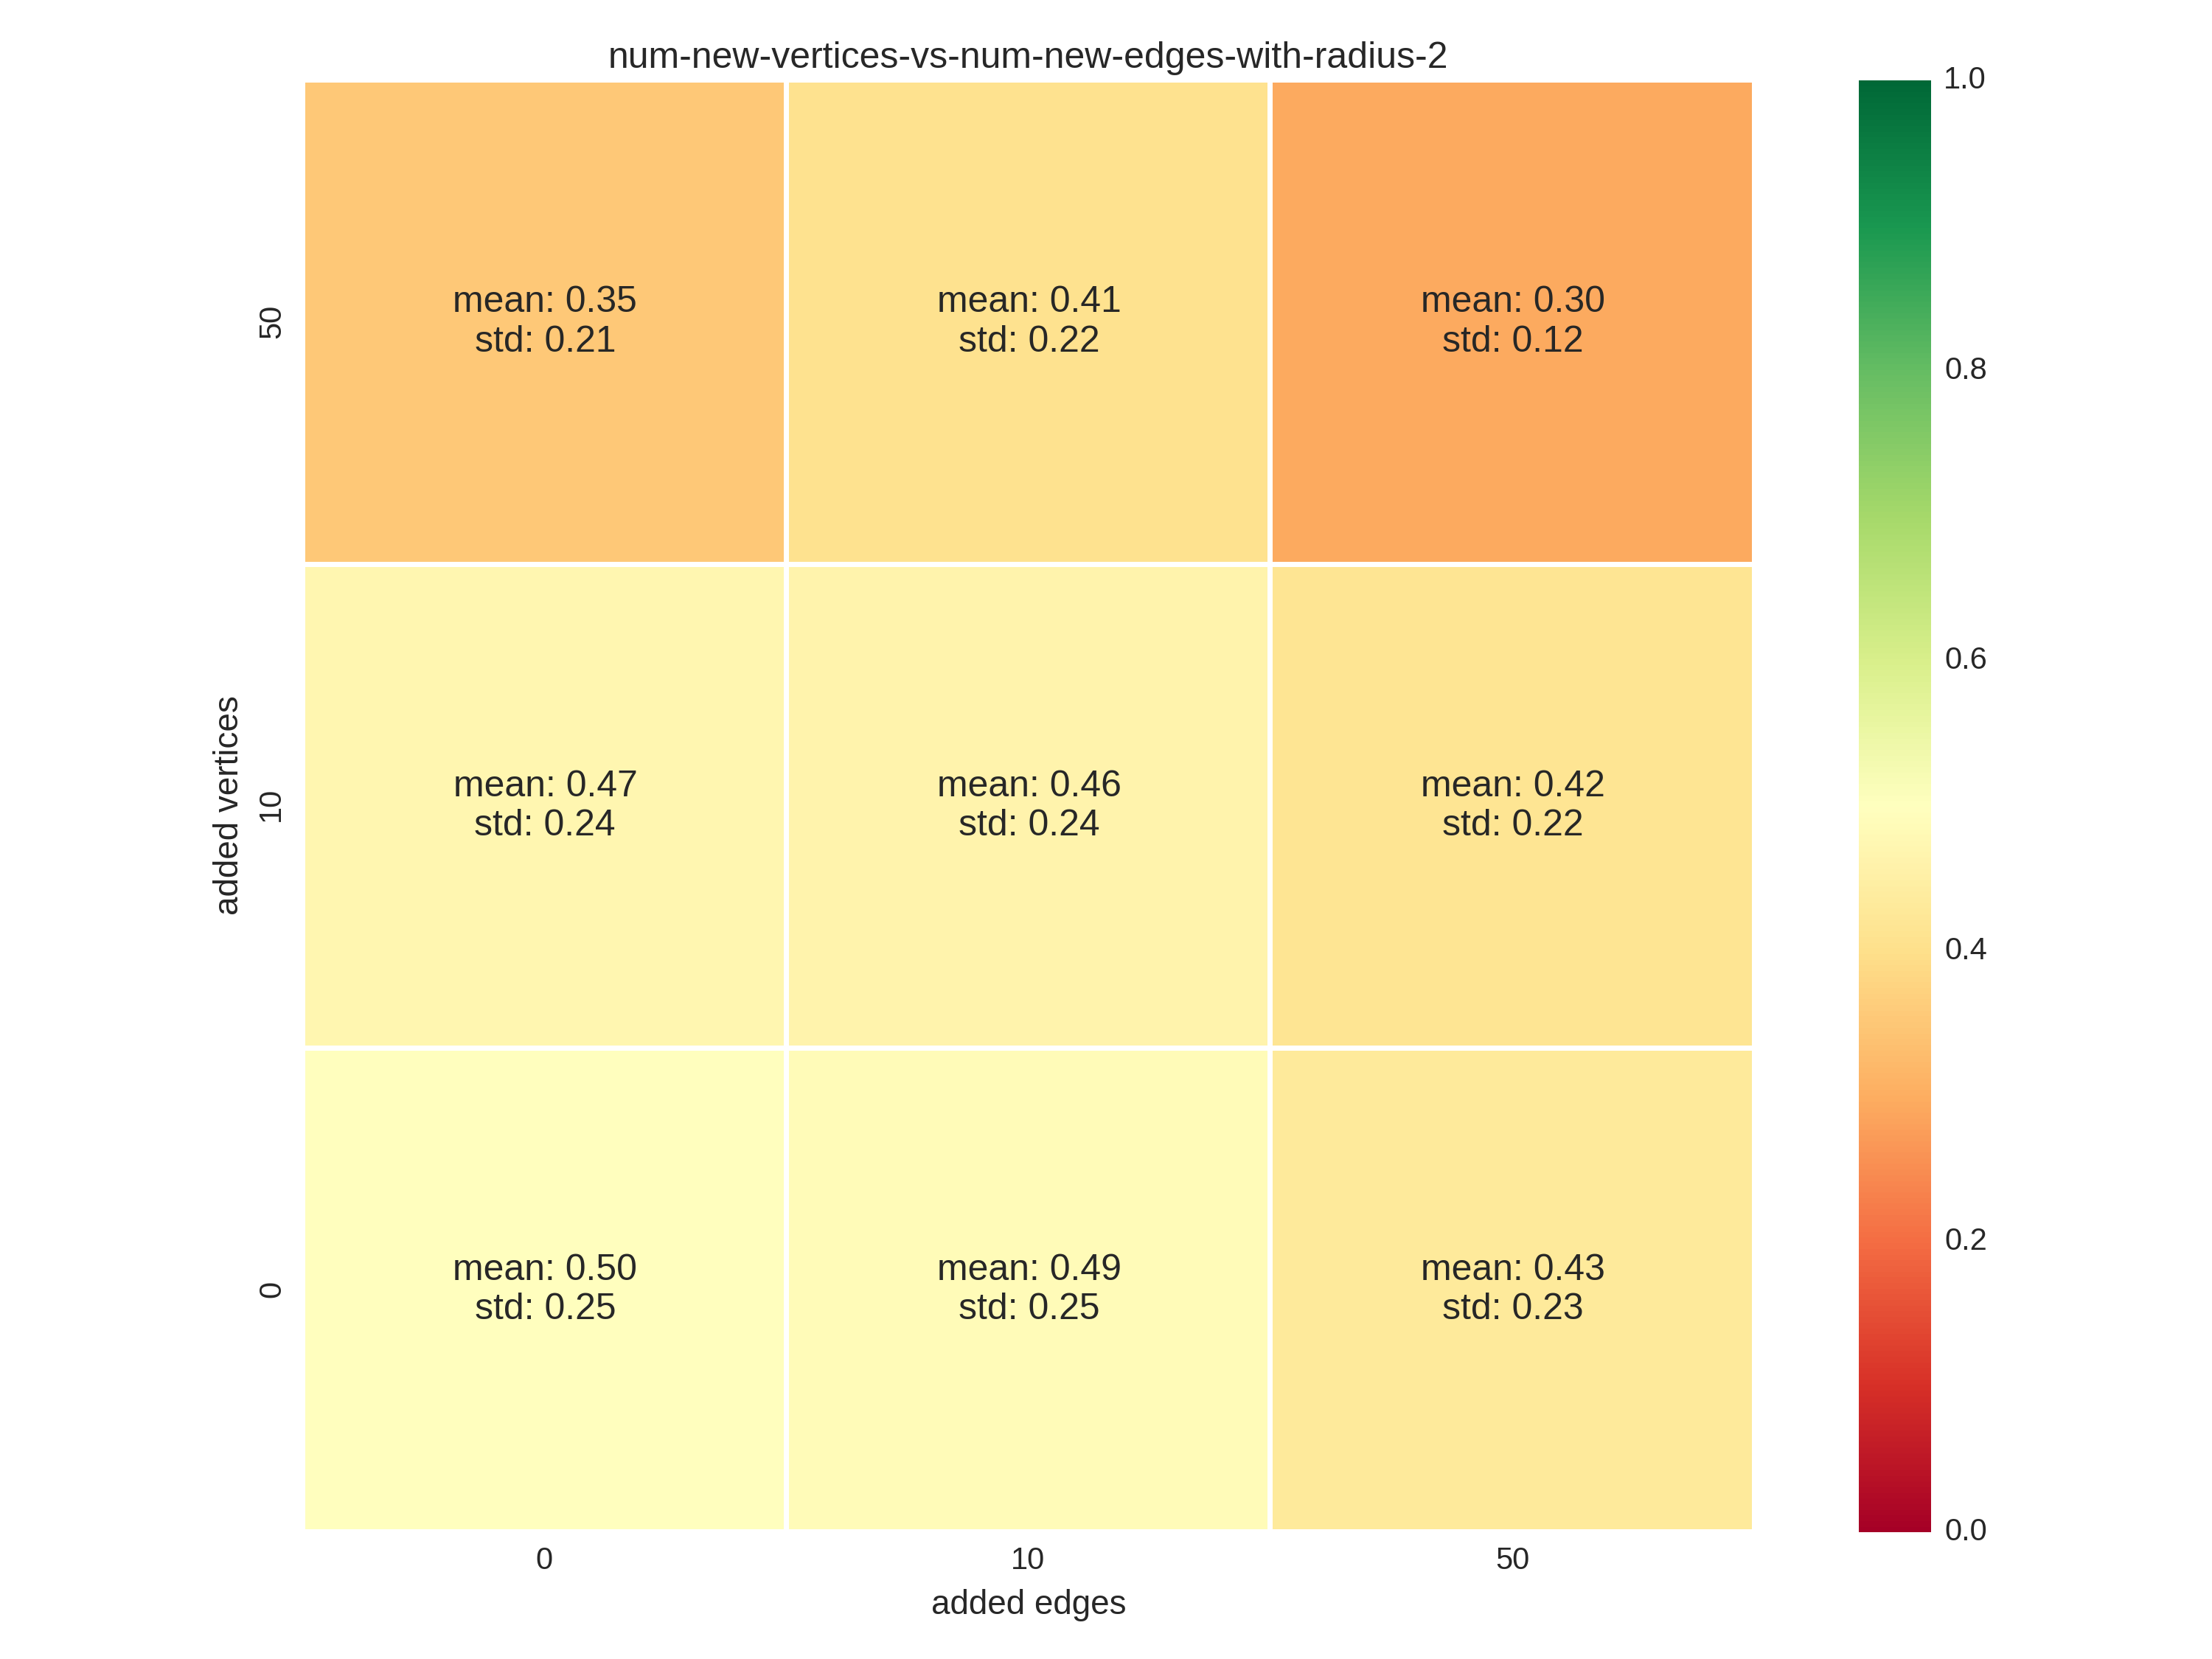 num-new-vertices-vs-num-new-edges-with-radius-2
1.0
0.8
0.6
0.4
0.2
0.0
added vertices
50
mean: 0.35
std: 0.21
mean: 0.41
std: 0.22
mean: 0.30
std: 0.12
10
mean: 0.47
std: 0.24
mean: 0.46
std: 0.24
mean: 0.42
std: 0.22
0
mean: 0.50
std: 0.25
mean: 0.49
std: 0.25
mean: 0.43
std: 0.23
0
10
50
added edges